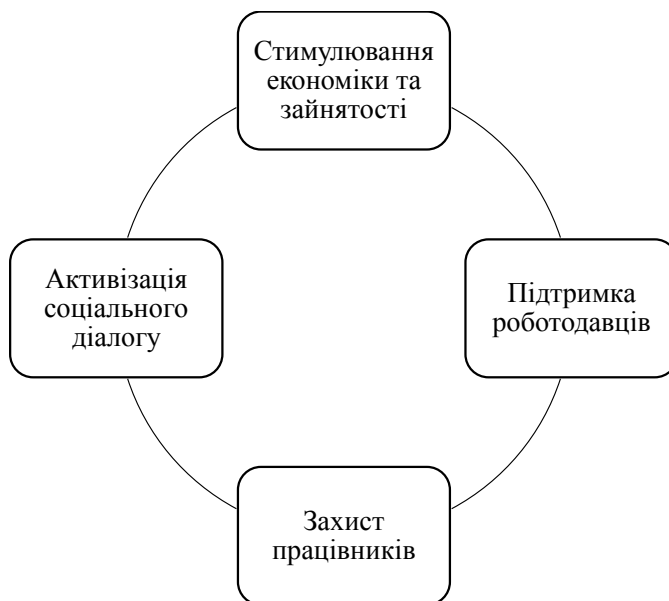 Стимулювання
економіки та
зайнятості
Активізація
соціального
діалогу
Підтримка
роботодавців
Захист
працівників